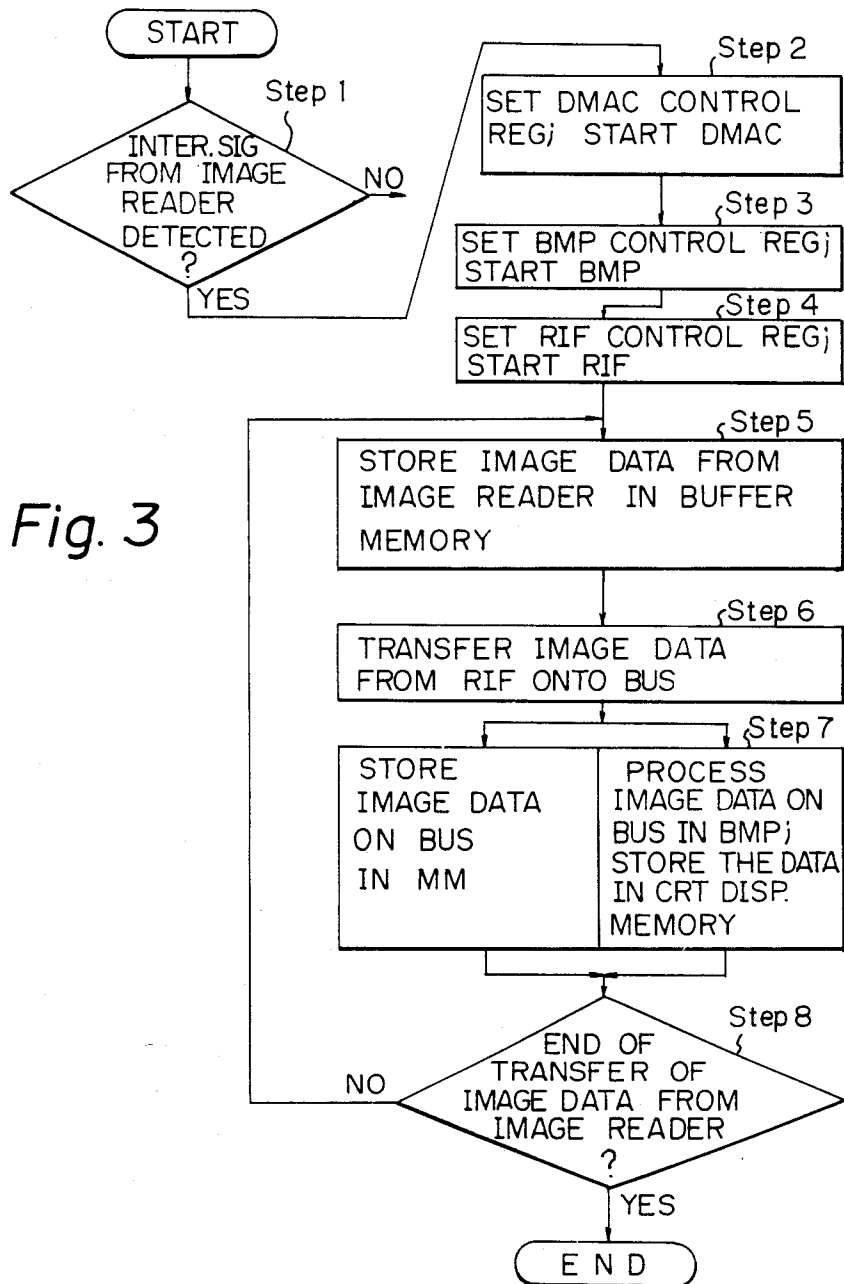 START
Step 1
INTER.SIG
FROM IMAGE
READER
DETECTED
?
NO
YES
Step 2
SET DMAC CONTROL
REG; START DMAC
Step 3
SET BMP CONTROL REG;
START BMP
Step 4
SET RIF CONTROL REG;
START RIF
Step 5
STORE IMAGE DATA FROM
IMAGE READER IN BUFFER
MEMORY
Fig. 3
Step 6
TRANSFER IMAGE DATA
FROM RIF ONTO BUS
Step 7
STORE
IMAGE DATA
ON BUS
IN MM
PROCESS
IMAGE DATA ON
BUS IN BMP;
STORE THE DATA
IN CRT DISP.
MEMORY
Step 8
END OF
TRANSFER OF
IMAGE DATA FROM
IMAGE READER
?
NO
YES
END